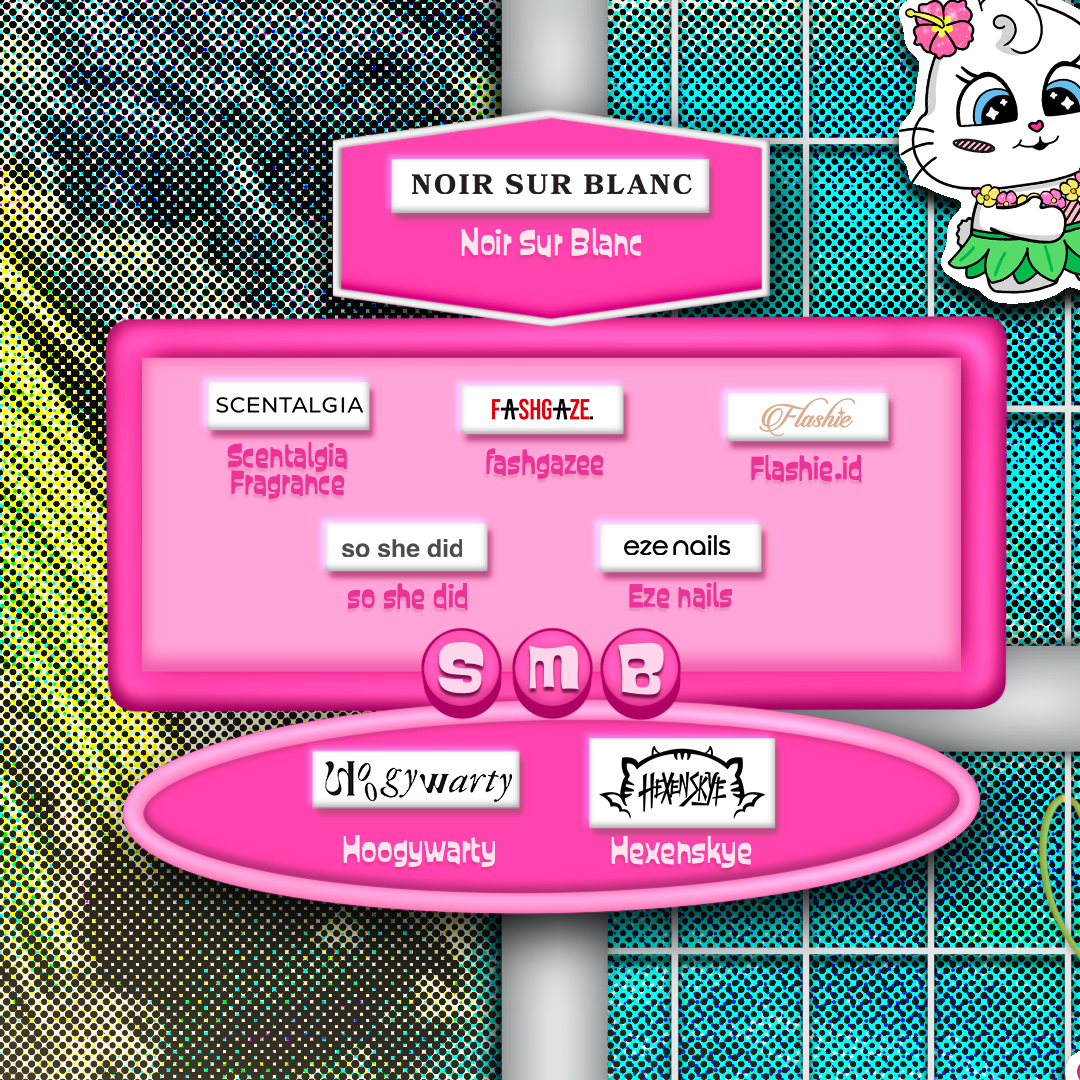 NOIR SUR BLANC
Noir Sur Blanc
SCENTALGIA
Scentalgia
Fragrance
FASHGAZE.
fashgazee
Flashie
Flashie.id
so she did
so she did
eze nails
Eze nails
S M B
Hoogywarty
Hoogywarty
HEXENSKYE
Hexenskye